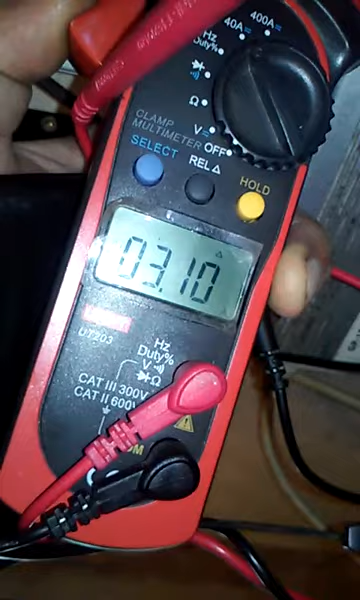 400A≂
40A≂
Hz
Duty%
Ω
V≂
OFF
CLAMP
MULTIMETER
SELECT
REL△
HOLD
△
03.10
UT203
Hz
Duty%
V
Ω
CAT III 300V
CAT II 600V